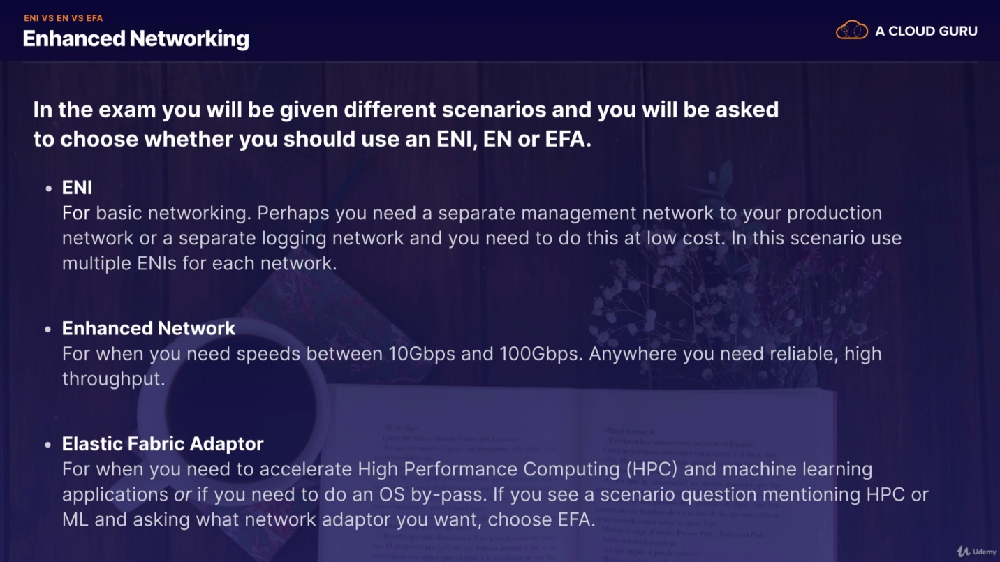 ENI VS EN VS EFA
Enhanced Networking
A CLOUD GURU
In the exam you will be given different scenarios and you will be asked
to choose whether you should use an ENI, EN or EFA.
• ENI
For basic networking. Perhaps you need a separate management network to your production
network or a separate logging network and you need to do this at low cost. In this scenario use
multiple ENIs for each network.
• Enhanced Network
For when you need speeds between 10Gbps and 100Gbps. Anywhere you need reliable, high
throughput.
• Elastic Fabric Adaptor
For when you need to accelerate High Performance Computing (HPC) and machine learning
applications or if you need to do an OS by-pass. If you see a scenario question mentioning HPC or
ML and asking what network adaptor you want, choose EFA.
Udemy